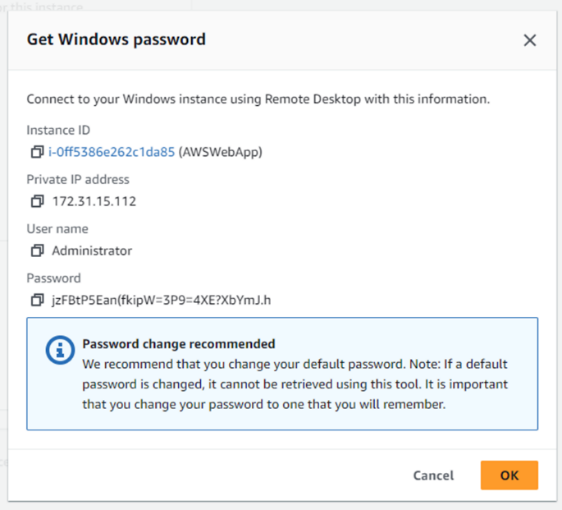 er this instance
Get Windows password
Connect to your Windows instance using Remote Desktop with this information.
Instance ID
i-0ff5386e262c1da85 (AWSWebApp)
Private IP address
172.31.15.112
User name
Administrator
Password
jzFBtP5Ean(fkipW=3P9=4XE?XbYmJ.h
Password change recommended
We recommend that you change your default password. Note: If a default
password is changed, it cannot be retrieved using this tool. It is important
that you change your password to one that you will remember.
Cancel OK